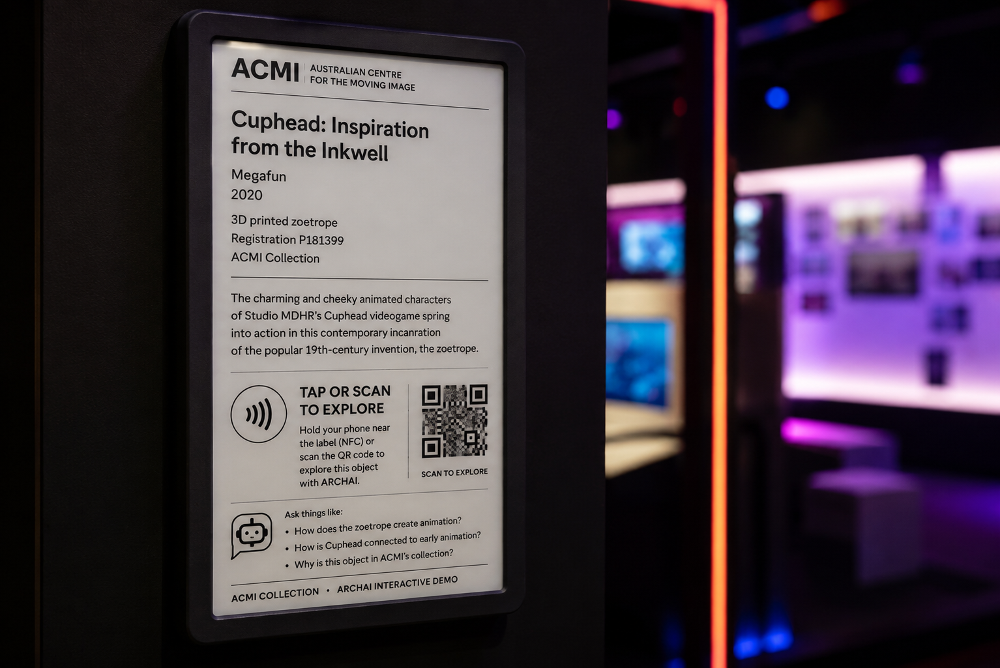 ACMI
AUSTRALIAN CENTRE
FOR THE MOVING IMAGE
Cuphead: Inspiration
from the Inkwell
Megafun
2020
3D printed zoetrope
Registration P181399
ACMI Collection
The charming and cheeky animated characters
of Studio MDHR's Cuphead videogame spring
into action in this contemporary incanration
of the popular 19th-century invention, the zoetrope.
TAP OR SCAN
TO EXPLORE
Hold your phone near
the label (NFC) or
scan the QR code to
explore this object
with ARCHAI.
SCAN TO EXPLORE
Ask things like:
• How does the zoetrope create animation?
• How is Cuphead connected to early animation?
• Why is this object in ACMI's collection?
ACMI COLLECTION • ARCHAI INTERACTIVE DEMO